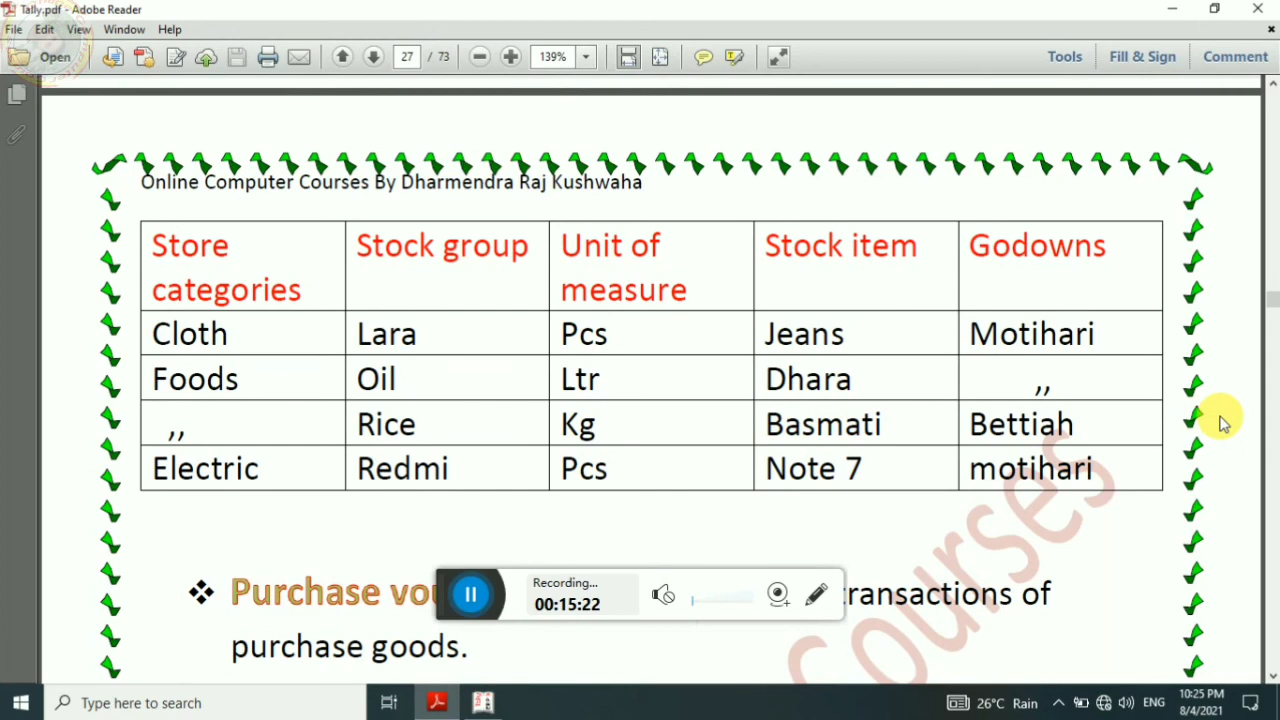 Tally.pdf - Adobe Reader
File Edit View Window Help
Open 27 / 73 139% Tools Fill & Sign Comment
Online Computer Courses By Dharmendra Raj Kushwaha
Store categories Stock group Unit of measure Stock item Godowns
Cloth Lara Pcs Jeans Motihari
Foods Oil Ltr Dhara ,,
,, Rice Kg Basmati Bettiah
Electric Redmi Pcs Note 7 motihari
Recording...
00:15:22
Purchase vou transactions of
purchase goods.
Courses
Type here to search 26°C Rain ENG 10:25 PM
8/4/2021